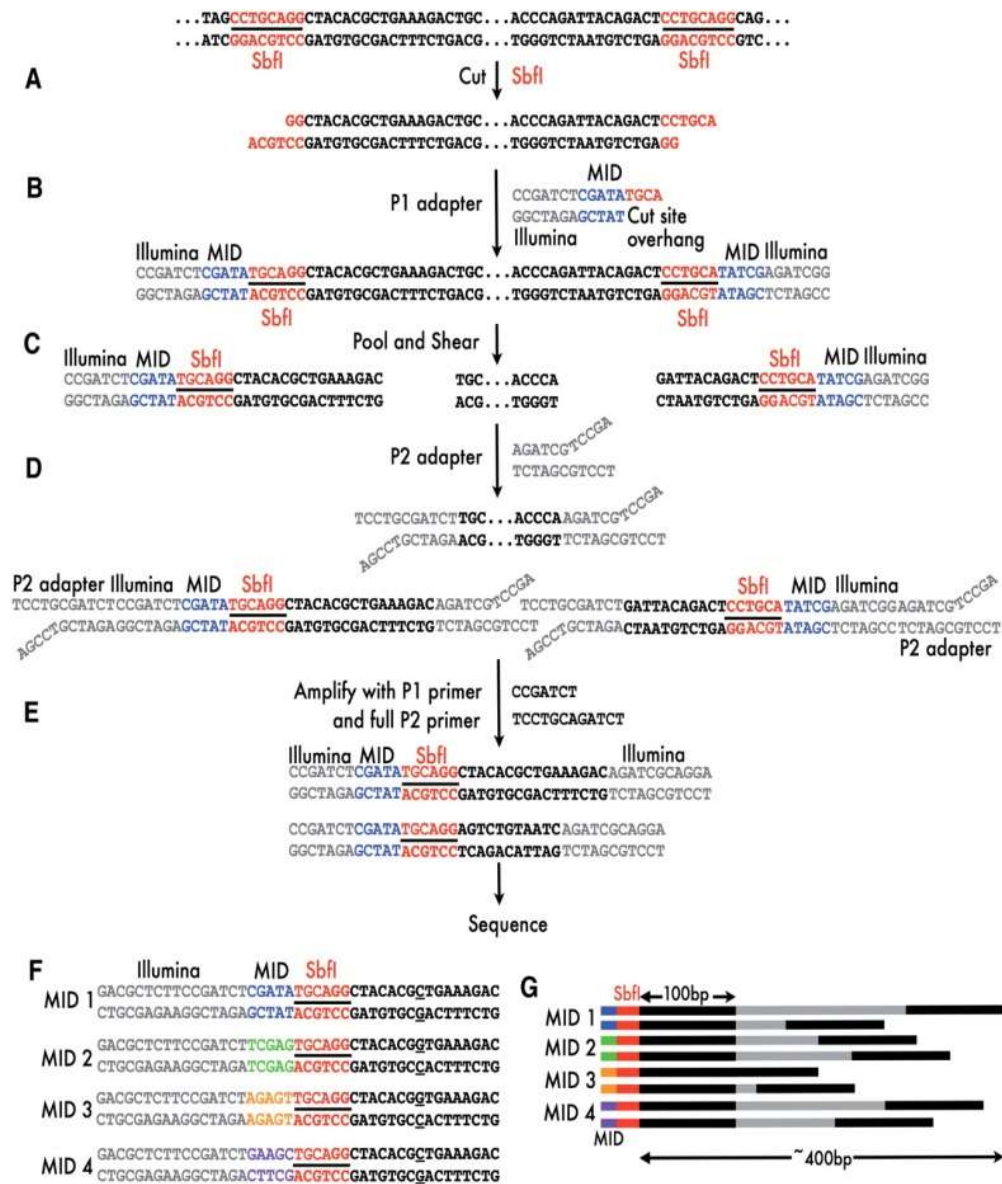 ...TAGCCTGCAGGCTACACGCTGAAAGACTGC...ACCCAGATTACAGACTCCTGCAGGCAG...
...ATCGGACGTCCGATGTGCGACTTTCTGACG...TGGGTCTAATGTCTGAGGACGTCCGTC...
SbfI SbfI
A Cut SbfI
GGCTACACGCTGAAAGACTGC...ACCCAGATTACAGACTCCTGCA
ACGTCCGATGTGCGACTTTCTGACG...TGGGTCTAATGTCTGAGG
B MID
P1 adapter CCGATCTCGATATGCA
GGCTAGAGCTAT Cut site
Illumina overhang
Illumina MID MID Illumina
CCGATCTCGATATGCAGGCTACACGCTGAAAGACTGC...ACCCAGATTACAGACTCCTGCATATCGAGATCGG
GGCTAGAGCTATACGTCCGATGTGCGACTTTCTGACG...TGGGTCTAATGTCTGAGGACGTATAGCTCTAGCC
SbfI SbfI
C Pool and Shear
Illumina MID SbfI SbfI MID Illumina
CCGATCTCGATATGCAGGCTACACGCTGAAAGAC TGC...ACCCA GATTACAGACTCCTGCATATCGAGATCGG
GGCTAGAGCTATACGTCCGATGTGCGACTTTCTG ACG...TGGGT CTAATGTCTGAGGACGTATAGCTCTAGCC
D P2 adapter AGATCGTCCGA
TCTAGCGTCCT
TCCTGCGATCTTGC...ACCCAAGATCGTCCGA
AGCCTGCTAGAACG...TGGGTTCTAGCGTCCT
P2 adapter Illumina MID SbfI SbfI MID Illumina
TCCTGCGATCTCCGATCTCGATATGCAGGCTACACGCTGAAAGACAGATCGTCCGA TCCTGCGATCTGATTACAGACTCCTGCATATCGAGATCGGAGATCGTCCGA
AGCCTGCTAGAGGCTAGAGCTATACGTCCGATGTGCGACTTTCTGTCTAGCGTCCT AGCCTGCTAGACTAATGTCTGAGGACGTATAGCTCTAGCCTCTAGCGTCCT
P2 adapter
E Amplify with P1 primer CCGATCT
and full P2 primer TCCTGCAGATCT
Illumina MID SbfI Illumina
CCGATCTCGATATGCAGGCTACACGCTGAAAGACAGATCGCAGGA
GGCTAGAGCTATACGTCCGATGTGCGACTTTCTGTCTAGCGTCCT
CCGATCTCGATATGCAGGAGTCTGTAATCAGATCGCAGGA
GGCTAGAGCTATACGTCCTCAGACATTAGTCTAGCGTCCT
Sequence
F Illumina MID SbfI
MID 1 GACGCTCTTCCGATCTCGATATGCAGGCTACACGCTGAAAGAC
CTGCGAGAAGGCTAGAGCTATACGTCCGATGTGCGACTTTCTG
MID 2 GACGCTCTTCCGATCTTCGAGTGCAGGCTACACGGTGAAAGAC
CTGCGAGAAGGCTAGATCGAGACGTCCGATGTGCCACTTTCTG
MID 3 GACGCTCTTCCGATCTAGAGTTGCAGGCTACACGGTGAAAGAC
CTGCGAGAAGGCTAGAAGAGTACGTCCGATGTGCCACTTTCTG
MID 4 GACGCTCTTCCGATCTGAAGCTGCAGGCTACACGCTGAAAGAC
CTGCGAGAAGGCTAGACTTCGACGTCCGATGTGCGACTTTCTG
G SbfI 100bp
MID 1
MID 2
MID 3
MID 4
MID
~400bp